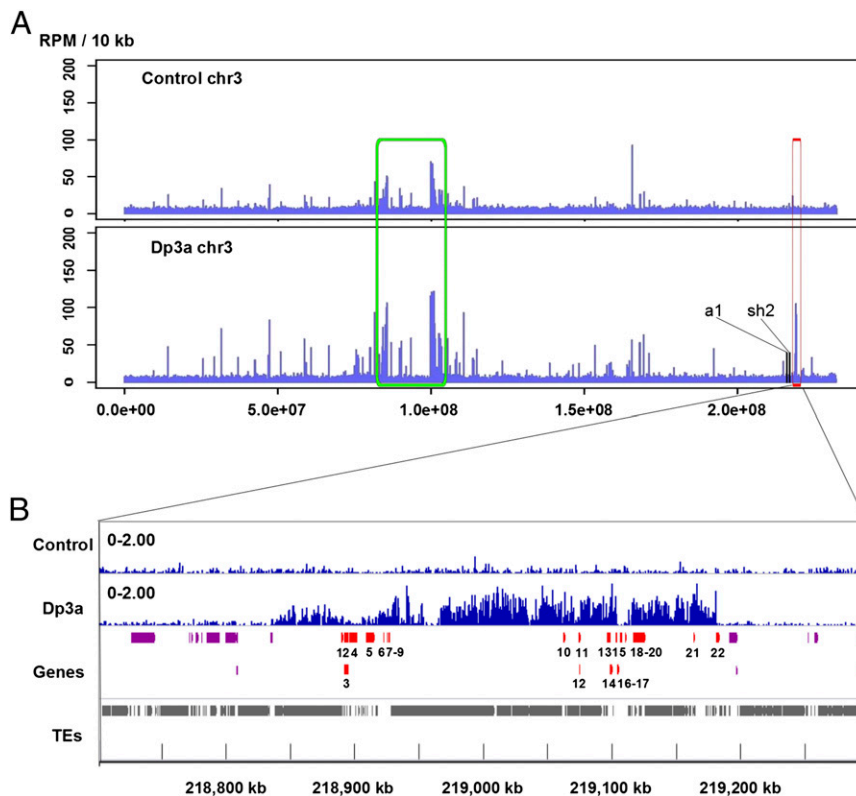 A
RPM / 10 kb
200
150
100
50
0
Control chr3
200
150
100
50
0
Dp3a chr3
a1
sh2
0.0e+00 5.0e+07 1.0e+08 1.5e+08 2.0e+08
B
Control 0-2.00
Dp3a 0-2.00
Genes
124 5 67-9 10 11 1315 18-20 21 22
3 12 14 16-17
TEs
218,800 kb 218,900 kb 219,000 kb 219,100 kb 219,200 kb